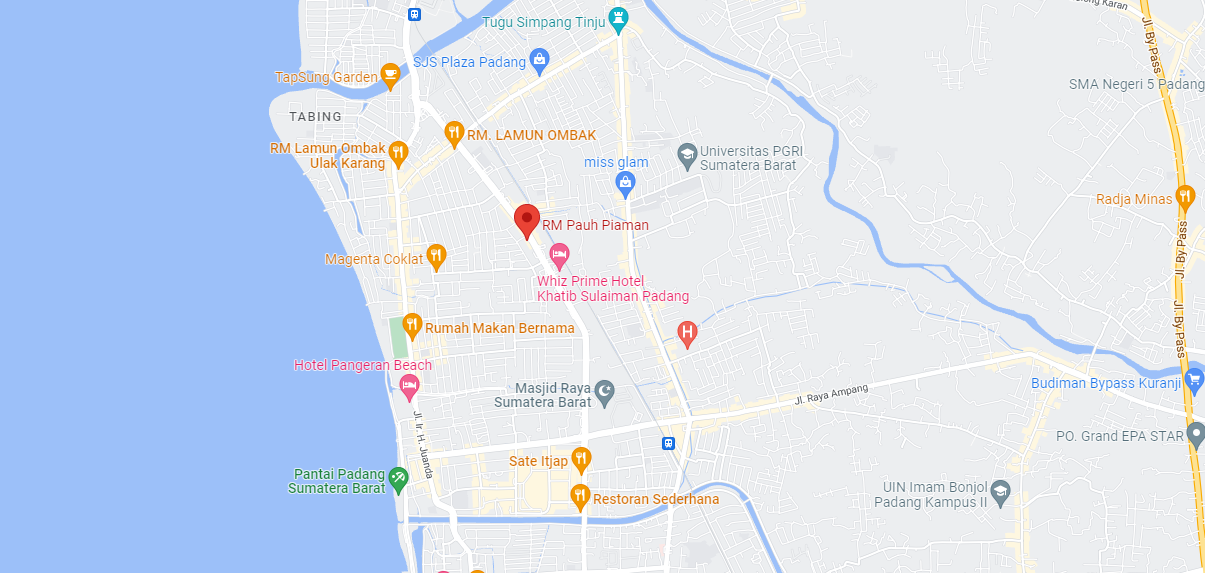 Tugu Simpang Tinju
Jl. By Pass
SJS Plaza Padang
TapSung Garden
SMA Negeri 5 Padang
TABING
RM. LAMUN OMBAK
RM Lamun Ombak
Ulak Karang
Universitas PGRI
Sumatera Barat
miss glam
Radja Minas
RM Pauh Piaman
Jl. By Pass
Magenta Coklat
Whiz Prime Hotel
Khatib Sulaiman Padang
Rumah Makan Bernama
H
Jl. By Pass
Hotel Pangeran Beach
Masjid Raya
Sumatera Barat
Jl. Raya Ampang
Budiman Bypass Kuranji
Jl. Ir. H. Juanda
PO. Grand EPA STAR
Sate Itjap
Pantai Padang
Sumatera Barat
Restoran Sederhana
UIN Imam Bonjol
Padang Kampus II